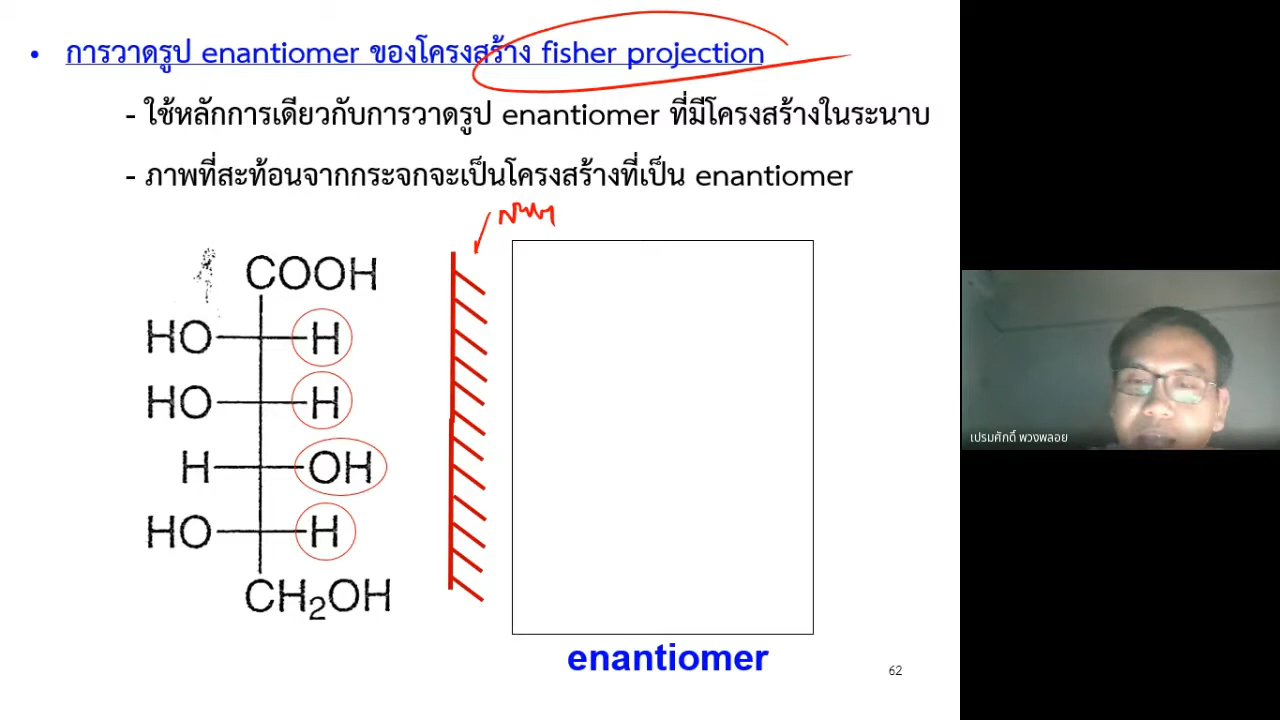 • การวาดรูป enantiomer ของโครงสร้าง fisher projection
- ใช้หลักการเดียวกับการวาดรูป enantiomer ที่มีโครงสร้างในระนาบ
- ภาพที่สะท้อนจากกระจกจะเป็นโครงสร้างที่เป็น enantiomer
COOH
HO H
HO H
H OH
HO H
CH₂OH
enantiomer
62
เปรมศักดิ์ พวงพลอย